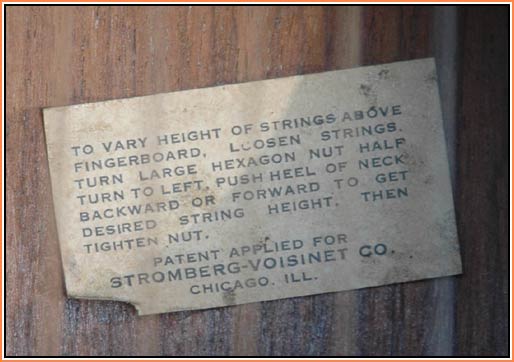 TO VARY HEIGHT OF STRINGS ABOVE
FINGERBOARD, LOOSEN STRINGS.
TURN LARGE HEXAGON NUT HALF
TURN TO LEFT, PUSH HEEL OF NECK
BACKWARD OR FORWARD TO GET
DESIRED STRING HEIGHT. THEN
TIGHTEN NUT.
PATENT APPLIED FOR
STROMBERG-VOISINET CO.
CHICAGO, ILL.